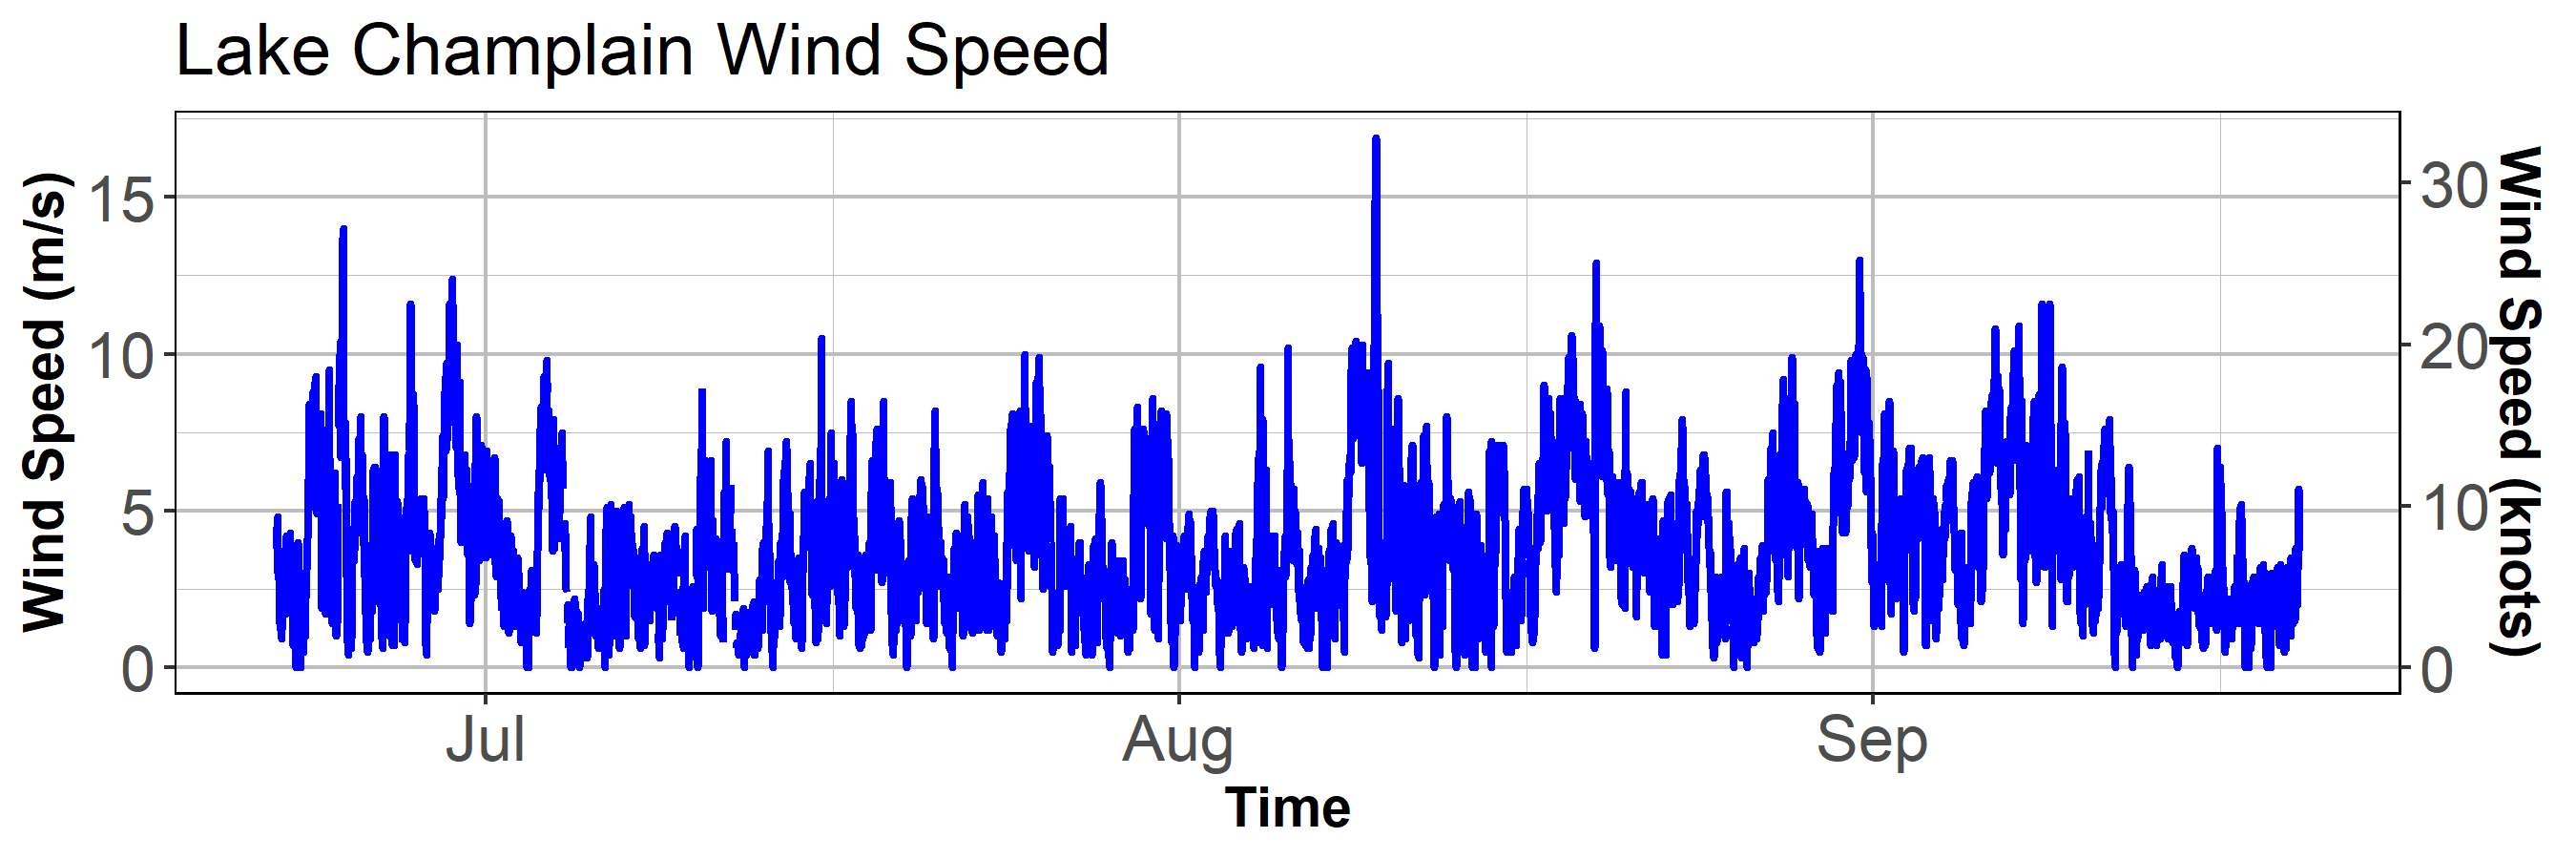 Lake Champlain Wind Speed
Wind Speed (m/s)
15
10
5
0
30
20
10
0
Wind Speed (knots)
Jul
Aug
Sep
Time